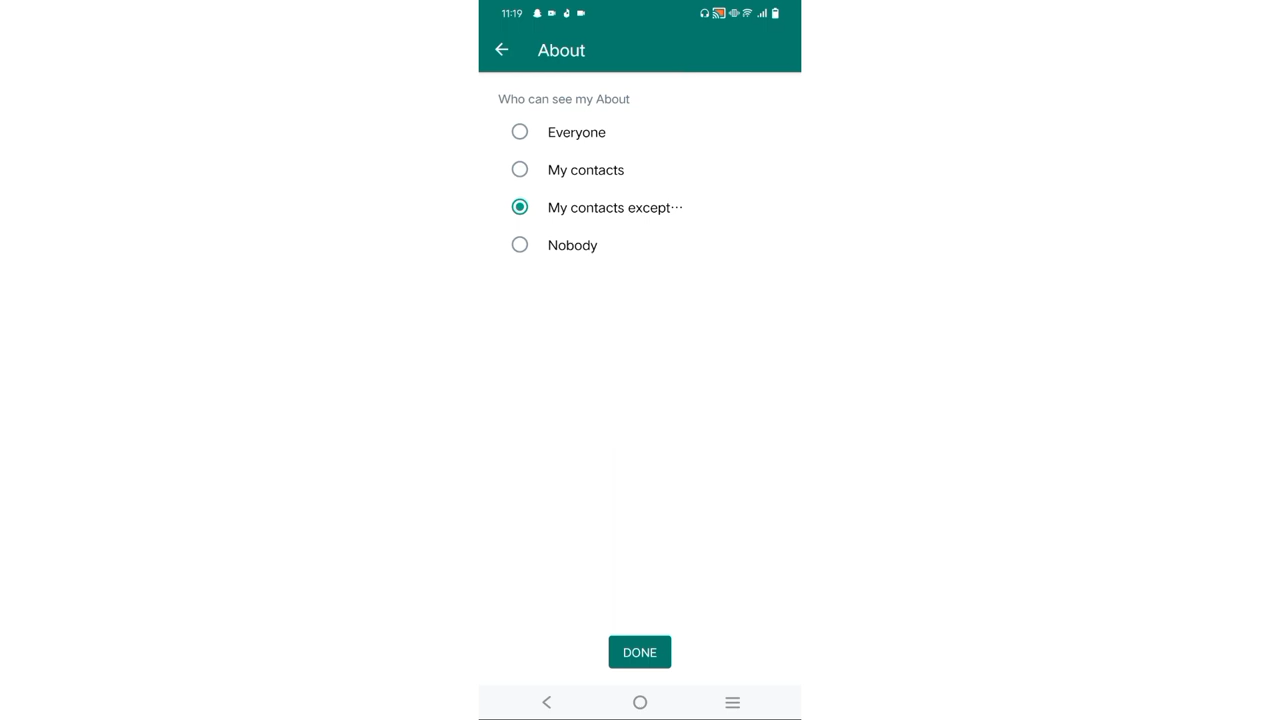 11:19
About
Who can see my About
Everyone
My contacts
My contacts except···
Nobody
DONE